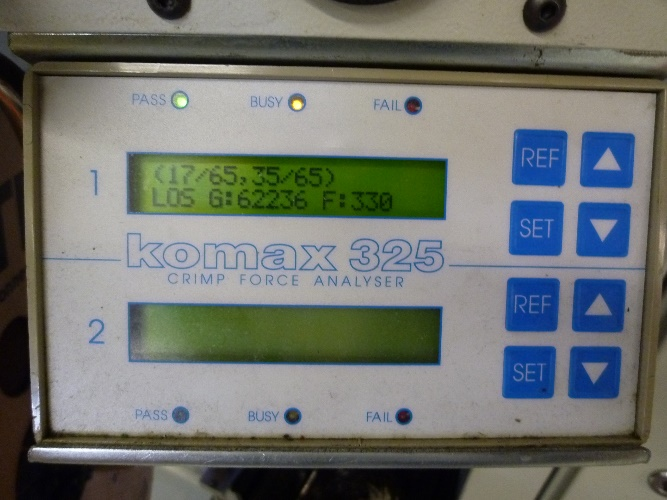 PASS BUSY FAIL
1
(17/65,35/65)
LOS G:62236 F:330
REF
SET
komax 325
CRIMP FORCE ANALYSER
2
REF
SET
PASS BUSY FAIL